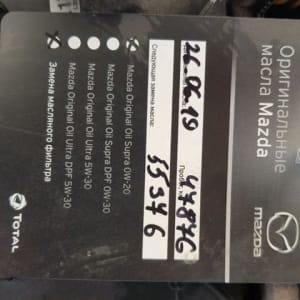 Оригинальные
масла Mazda
mazda
26.06.19 47876
Следующая замена масла:
55346
Mazda Original Oil Supra 0W-20
Mazda Original Oil Supra DPF 0W-30
Mazda Original Oil Ultra 5W-30
Mazda Original Oil Ultra DPF 5W-30
Замена масляного фильтра
TOTAL